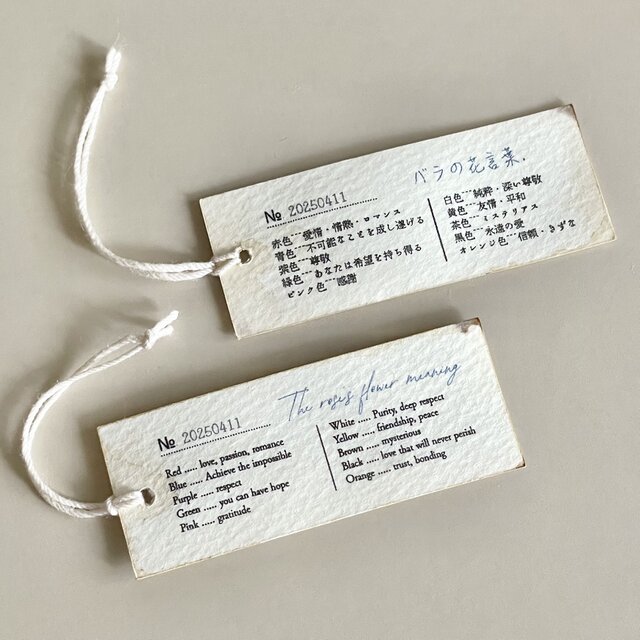 バラの花言葉.
№ 20250411
赤色…愛情・情熱・ロマンス
青色…不可能なことを成し遂げる
紫色…尊敬
緑色…あなたは希望を持ち得る
ピンク色…感謝
白色…純粋・深い尊敬
黄色…友情・平和
茶色…ミステリアス
黒色…永遠の愛
オレンジ色…信頼・きずな
The rose's flower meaning
№ 20250411
Red ..... love, passion, romance
Blue ..... Achieve the impossible
Purple ..... respect
Green ..... you can have hope
Pink ..... gratitude
White ..... Purity, deep respect
Yellow ..... friendship, peace
Brown ..... mysterious
Black ..... love that will never perish
Orange ..... trust, bonding